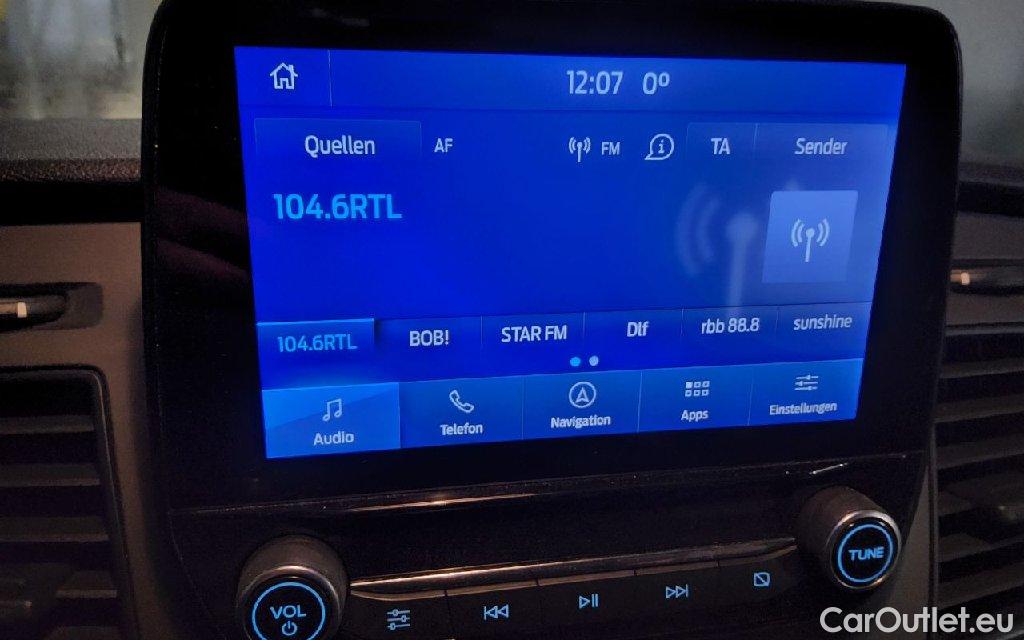 12:07 0º
Quellen AF FM TA Sender
104.6RTL
104.6RTL BOB! STAR FM Dlf rbb 88.8 sunshine
Audio Telefon Navigation Apps Einstellungen
VOL TUNE
CarOutlet.eu